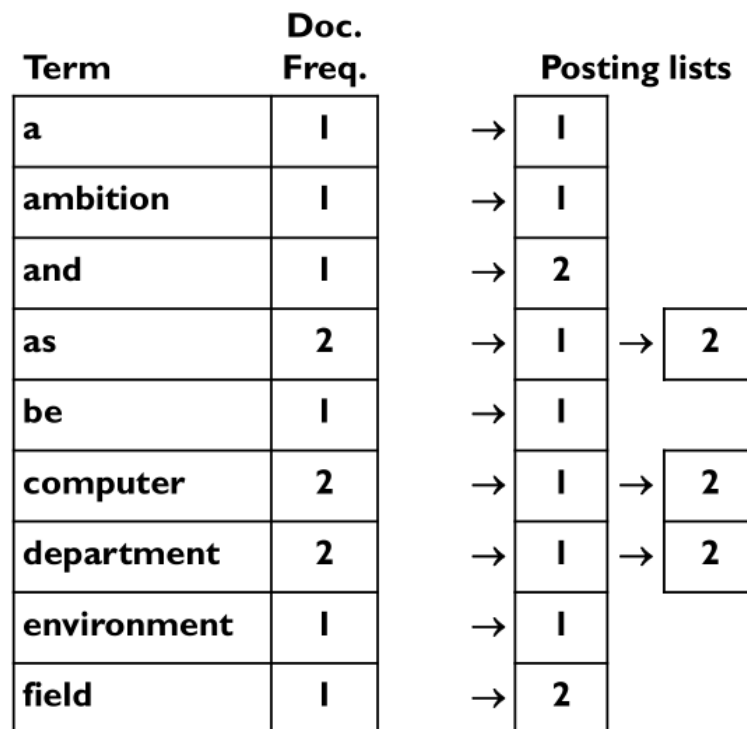 Doc.
Term Freq. Posting lists
a 1 → 1
ambition 1 → 1
and 1 → 2
as 2 → 1 → 2
be 1 → 1
computer 2 → 1 → 2
department 2 → 1 → 2
environment 1 → 1
field 1 → 2